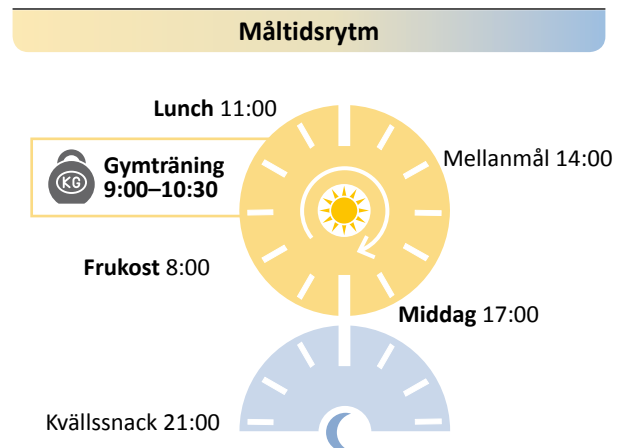 Måltidsrytm
Lunch 11:00
KG
Gymträning
9:00–10:30
Mellanmål 14:00
Frukost 8:00
Middag 17:00
Kvällssnack 21:00